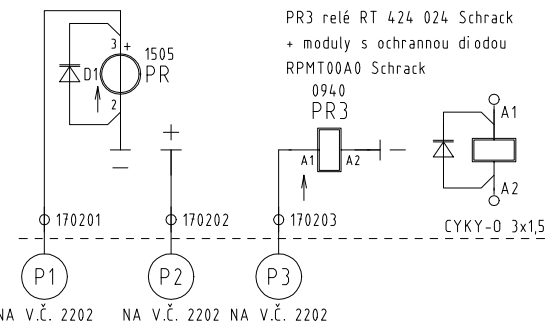 PR3 relé RT 424 024 Schrack
+ moduly s ochrannou diodou
RPMT00A0 Schrack
3 +
1505
D1
PR
2
0940
PR3
A1
A2
A1
A2
+
–
–
170201
170202
170203
CYKY-O 3x1,5
P1
P2
P3
NA V.Č. 2202
NA V.Č. 2202
NA V.Č. 2202